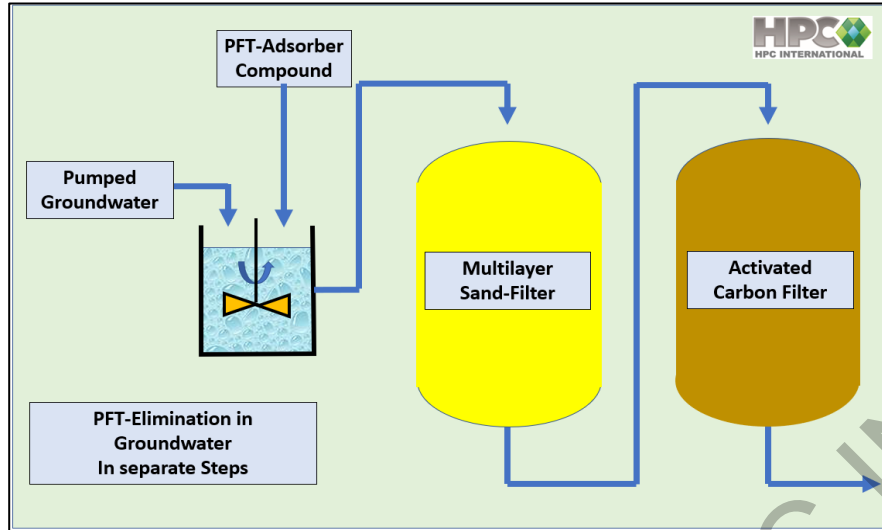 PFT-Adsorber
Compound
HPC
HPC INTERNATIONAL
Pumped
Groundwater
Multilayer
Sand-Filter
Activated
Carbon Filter
PFT-Elimination in
Groundwater
In separate Steps